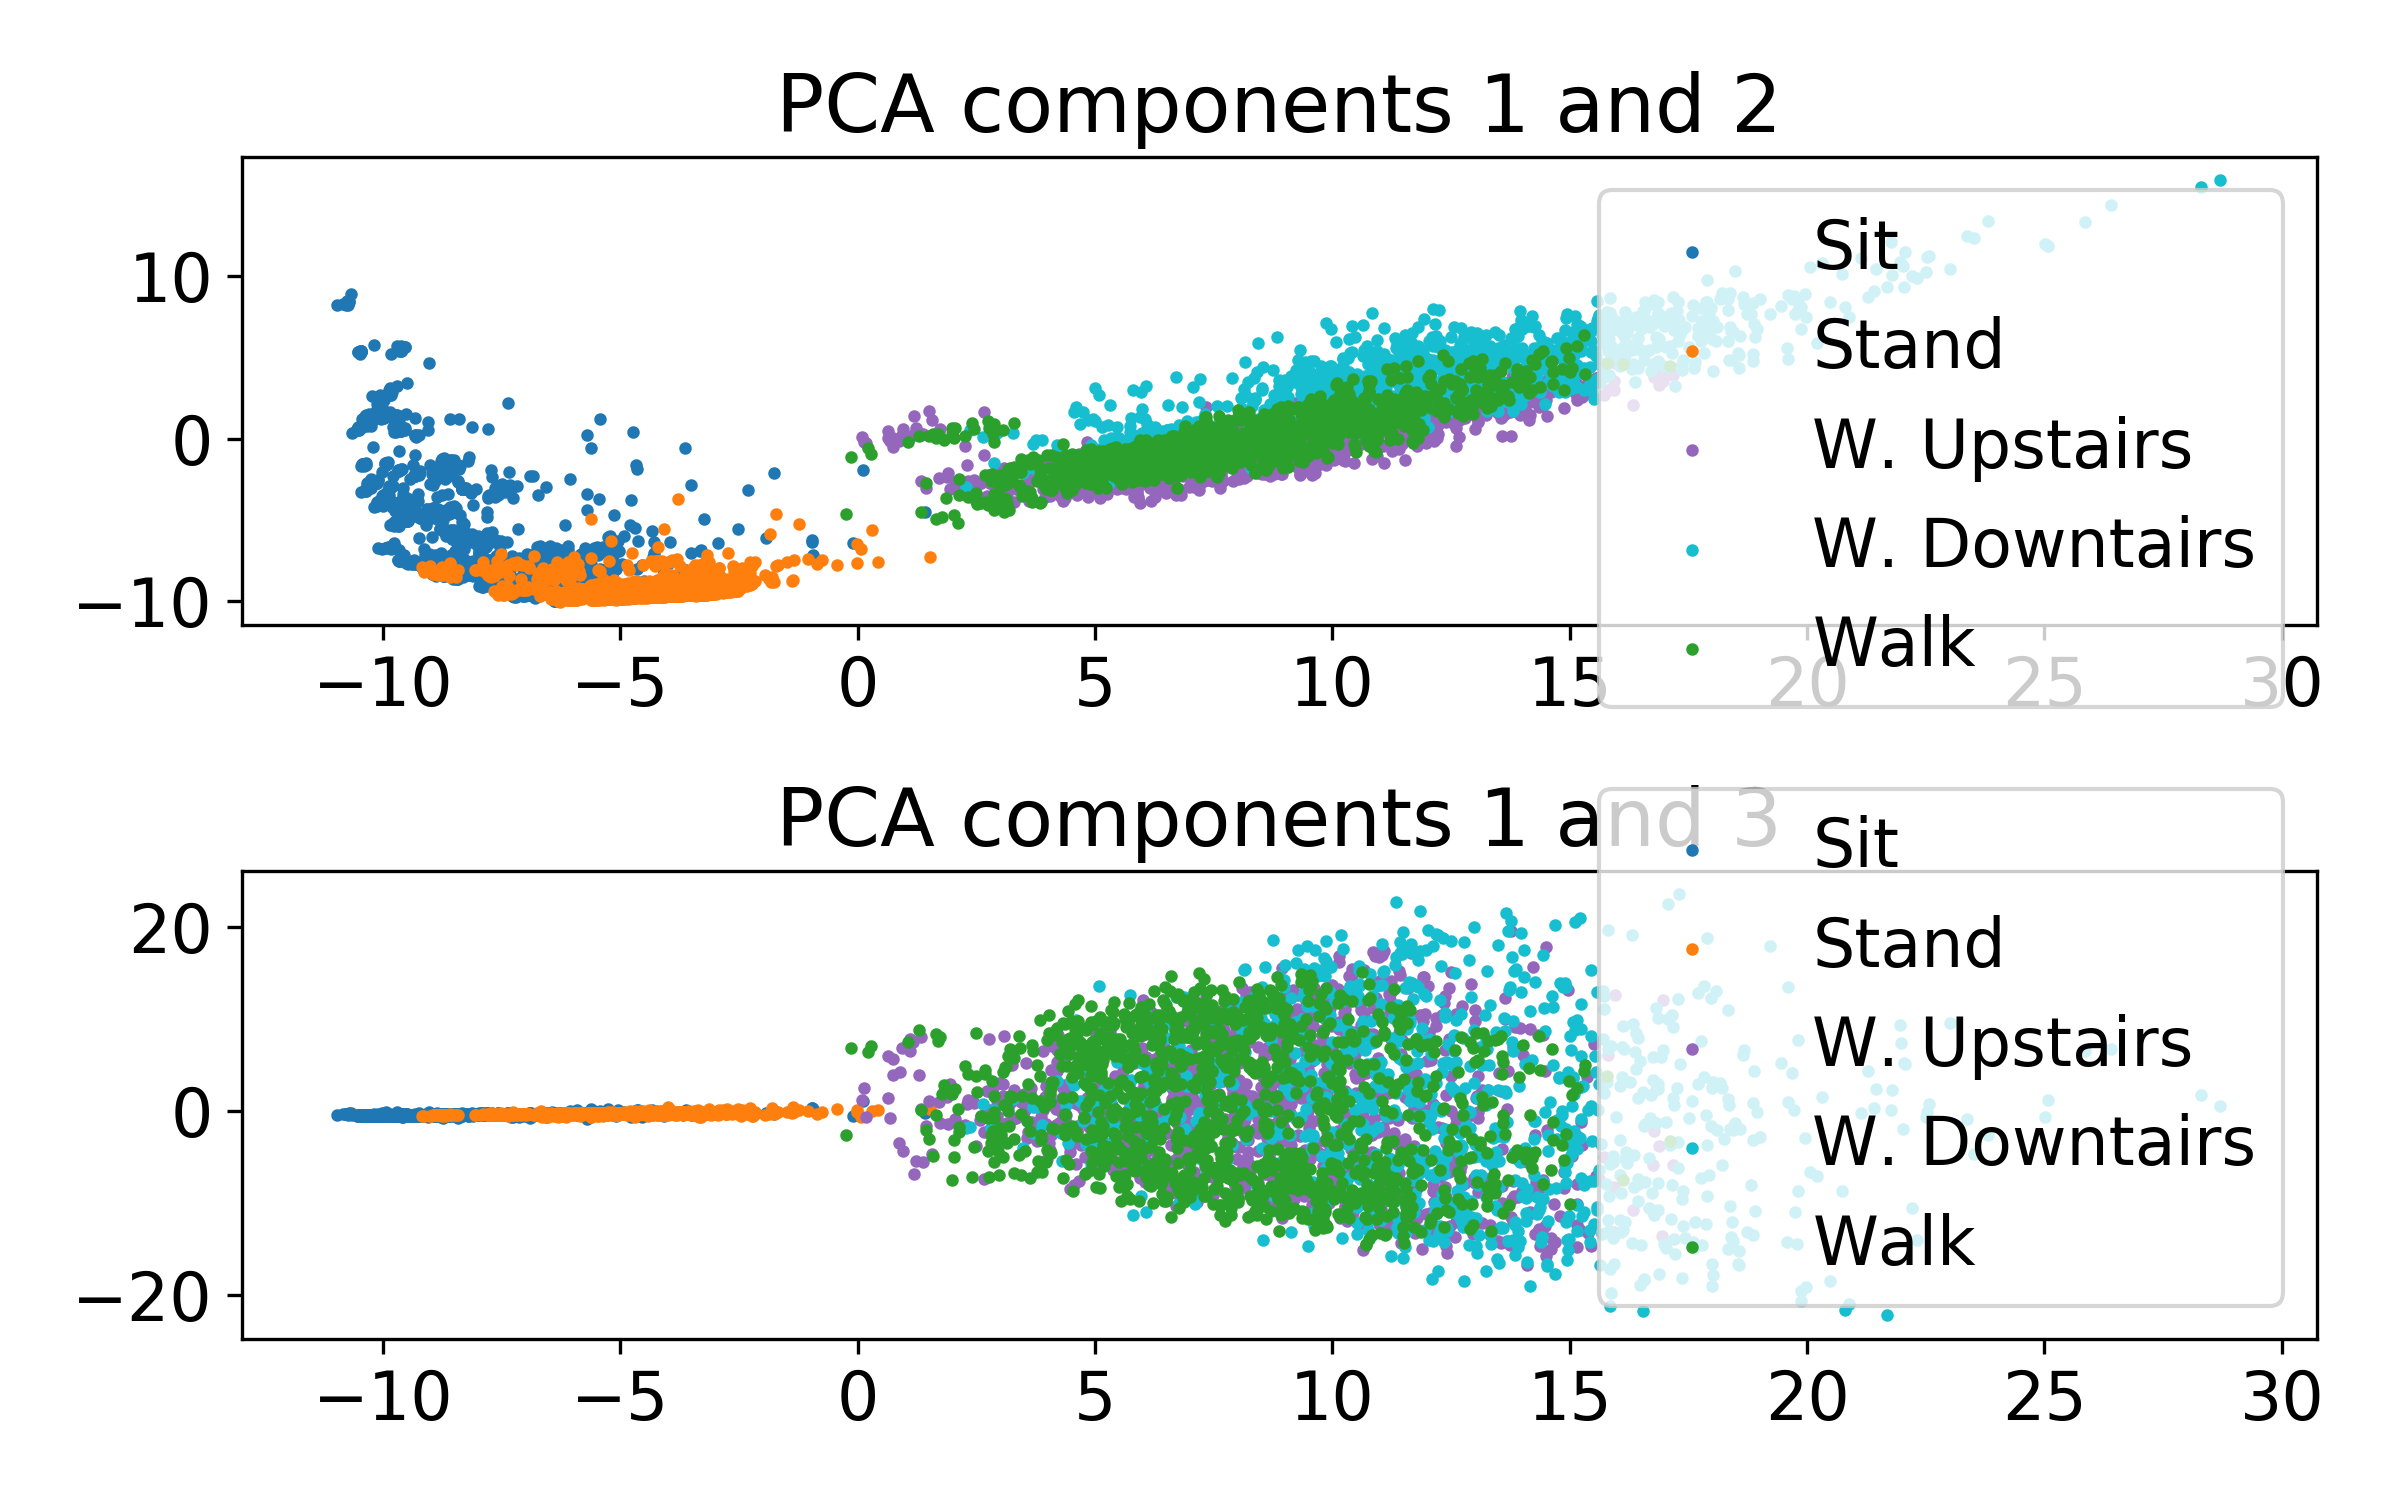 PCA components 1 and 2
10
0
−10
Sit
Stand
W. Upstairs
W. Downtairs
Walk
−10 −5 0 5 10 15 20 25 30
PCA components 1 and 3
20
0
−20
Sit
Stand
W. Upstairs
W. Downtairs
Walk
−10 −5 0 5 10 15 20 25 30